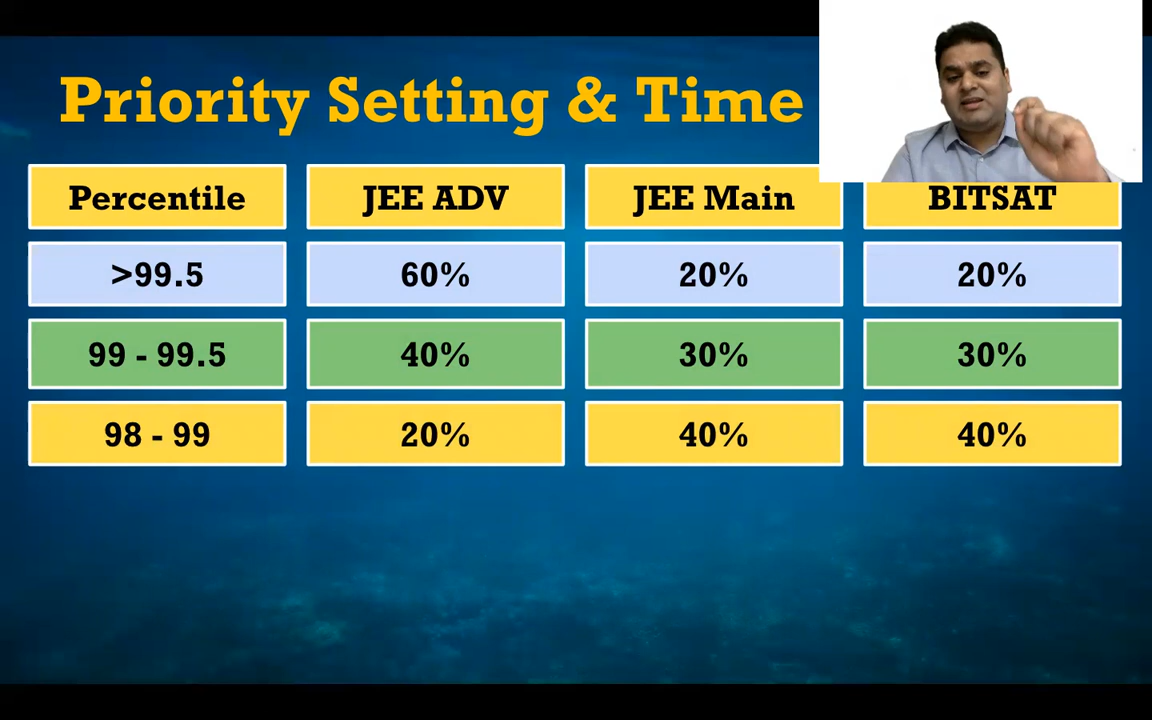 Priority Setting & Time
Percentile JEE ADV JEE Main BITSAT
>99.5 60% 20% 20%
99 - 99.5 40% 30% 30%
98 - 99 20% 40% 40%